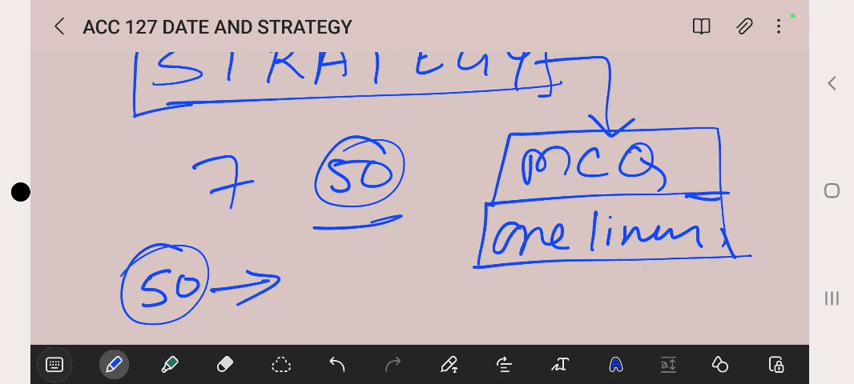 ACC 127 DATE AND STRATEGY
STRATEGY
7 50
MCQ
one liner
50 →